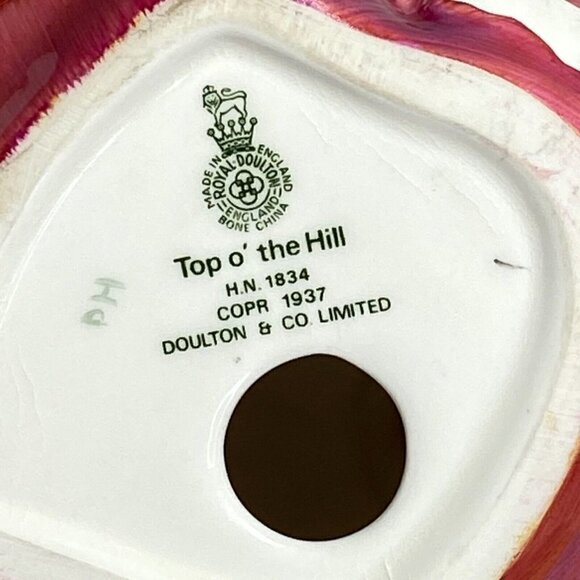 MADE IN ENGLAND
ROYAL·DOULTON
ENGLAND
BONE CHINA
Top o' the Hill
H.N. 1834
COPR 1937
DOULTON & CO. LIMITED